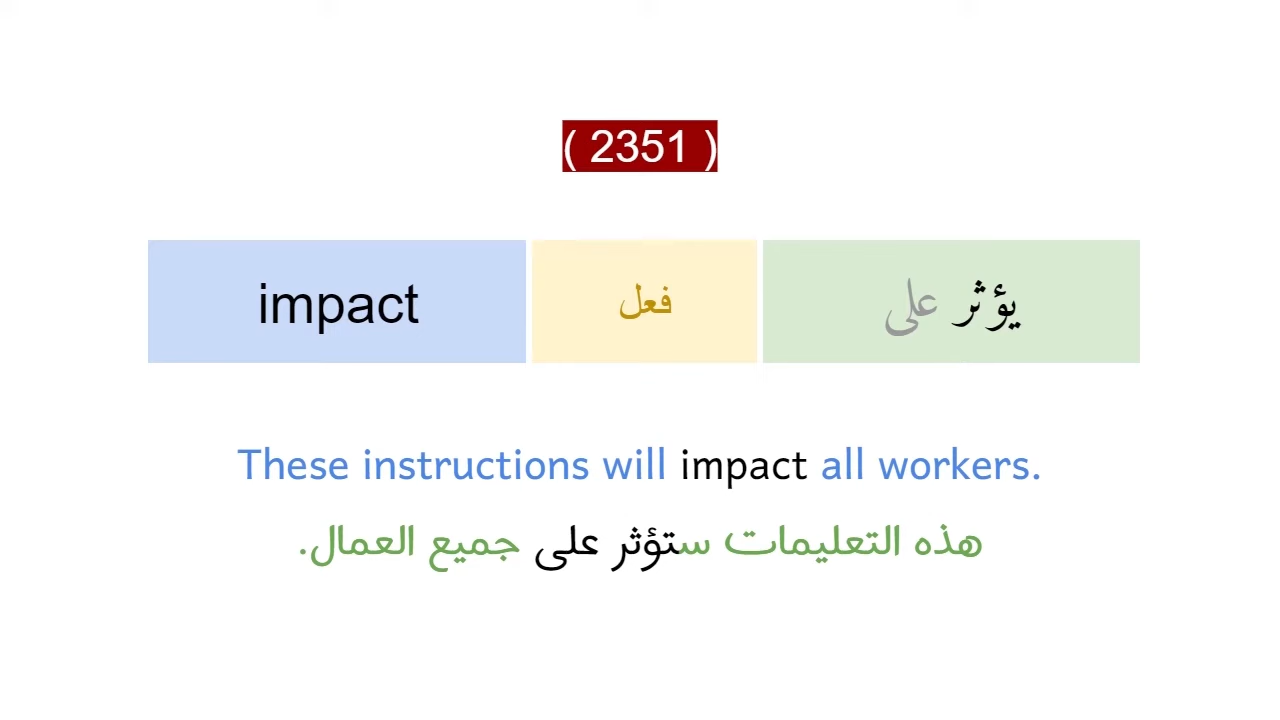 ( 2351 )
impact
فعل
يؤثر على
These instructions will impact all workers.
هذه التعليمات ستؤثر على جميع العمال.